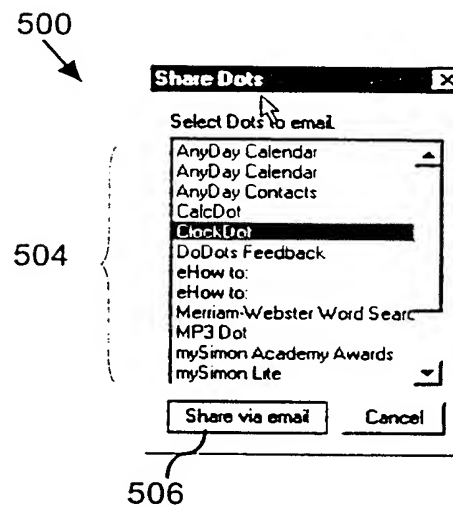 500
Share Dots
Select Dots to email.
AnyDay Calendar
AnyDay Calendar
AnyDay Contacts
CalcDot
ClockDot
504
DoDots Feedback
eHow to:
eHow to:
Merriam-Webster Word Searc
MP3 Dot
mySimon Academy Awards
mySimon Lite
Share via email
Cancel
506